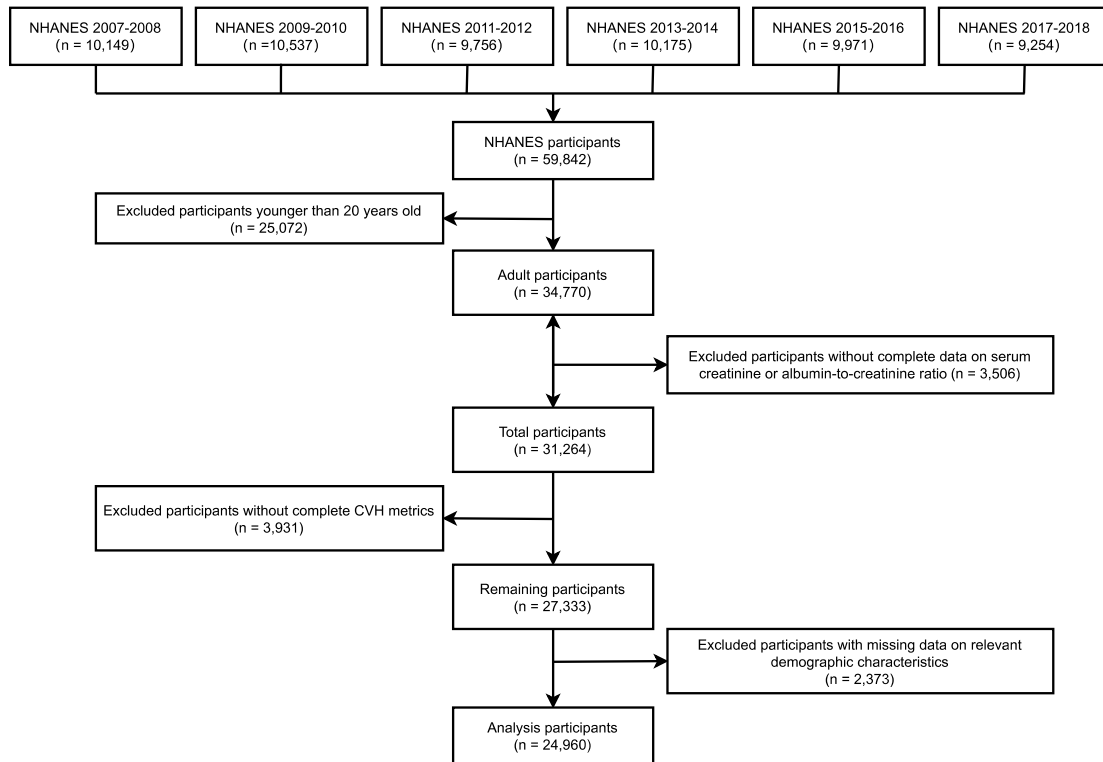 NHANES 2007-2008
(n = 10,149)
NHANES 2009-2010
(n =10,537)
NHANES 2011-2012
(n = 9,756)
NHANES 2013-2014
(n = 10,175)
NHANES 2015-2016
(n = 9,971)
NHANES 2017-2018
(n = 9,254)
NHANES participants
(n = 59,842)
Excluded participants younger than 20 years old
(n = 25,072)
Adult participants
(n = 34,770)
Excluded participants without complete data on serum
creatinine or albumin-to-creatinine ratio (n = 3,506)
Total participants
(n = 31,264)
Excluded participants without complete CVH metrics
(n = 3,931)
Remaining participants
(n = 27,333)
Excluded participants with missing data on relevant
demographic characteristics
(n = 2,373)
Analysis participants
(n = 24,960)